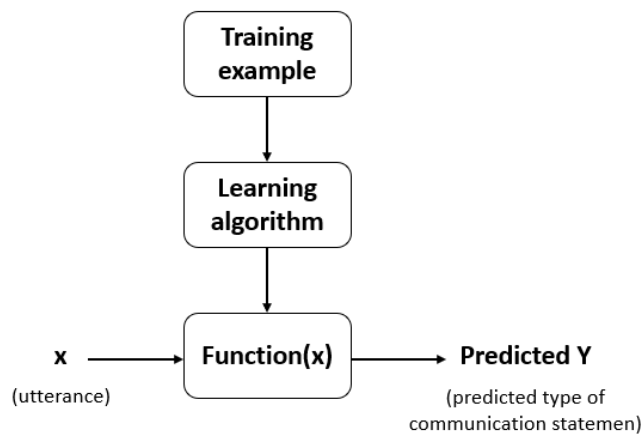 Training
example
Learning
algorithm
x
Function(x)
Predicted Y
(utterance)
(predicted type of
communication statemen)